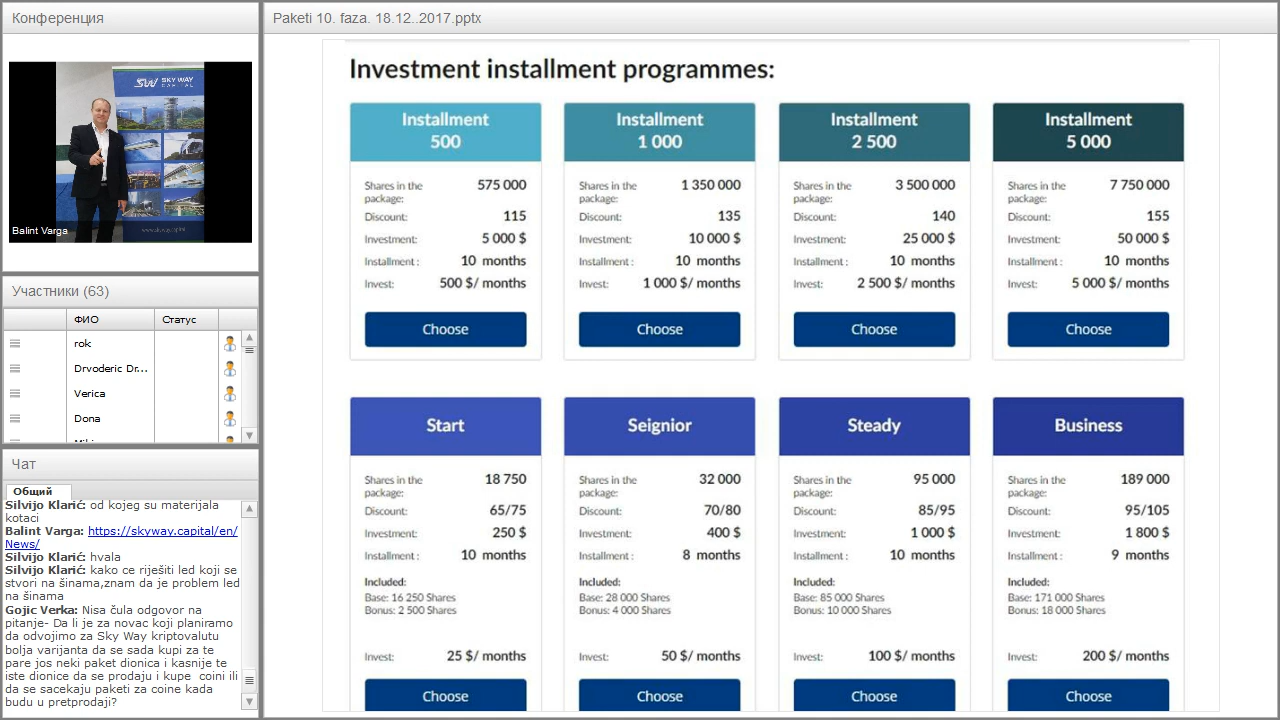 Конференция
SW SKY WAY
CAPITAL
Balint Varga
Участники (63)
ФИО Статус
rok
Drvoderic Dr...
Verica
Dona
Чат
Общий
Silvijo Klarić: od kojeg su materijala
kotaci
Balint Varga: https://skyway.capital/en/
News/
Silvijo Klarić: hvala
Silvijo Klarić: kako ce riješiti led koji se
stvori na šinama,znam da je problem led
na šinama
Gojic Verka: Nisa čula odgovor na
pitanje- Da li je za novac koji planiramo
da odvojimo za Sky Way kriptovalutu
bolja varijanta da se sada kupi za te
pare jos neki paket dionica i kasnije te
iste dionice da se prodaju i kupe coini ili
da se sacekaju paketi za coine kada
budu u pretprodaji?
Paketi 10. faza. 18.12..2017.pptx
Investment installment programmes:
Installment
500
Shares in the
package: 575 000
Discount: 115
Investment: 5 000 $
Installment : 10 months
Invest: 500 $/ months
Choose
Installment
1 000
Shares in the
package: 1 350 000
Discount: 135
Investment: 10 000 $
Installment : 10 months
Invest: 1 000 $/ months
Choose
Installment
2 500
Shares in the
package: 3 500 000
Discount: 140
Investment: 25 000 $
Installment : 10 months
Invest: 2 500 $/ months
Choose
Installment
5 000
Shares in the
package: 7 750 000
Discount: 155
Investment: 50 000 $
Installment : 10 months
Invest: 5 000 $/ months
Choose
Start
Shares in the
package: 18 750
Discount: 65/75
Investment: 250 $
Installment : 10 months
Included:
Base: 16 250 Shares
Bonus: 2 500 Shares
Invest: 25 $/ months
Choose
Seignior
Shares in the
package: 32 000
Discount: 70/80
Investment: 400 $
Installment : 8 months
Included:
Base: 28 000 Shares
Bonus: 4 000 Shares
Invest: 50 $/ months
Choose
Steady
Shares in the
package: 95 000
Discount: 85/95
Investment: 1 000 $
Installment : 10 months
Included:
Base: 85 000 Shares
Bonus: 10 000 Shares
Invest: 100 $/ months
Choose
Business
Shares in the
package: 189 000
Discount: 95/105
Investment: 1 800 $
Installment : 9 months
Included:
Base: 171 000 Shares
Bonus: 18 000 Shares
Invest: 200 $/ months
Choose